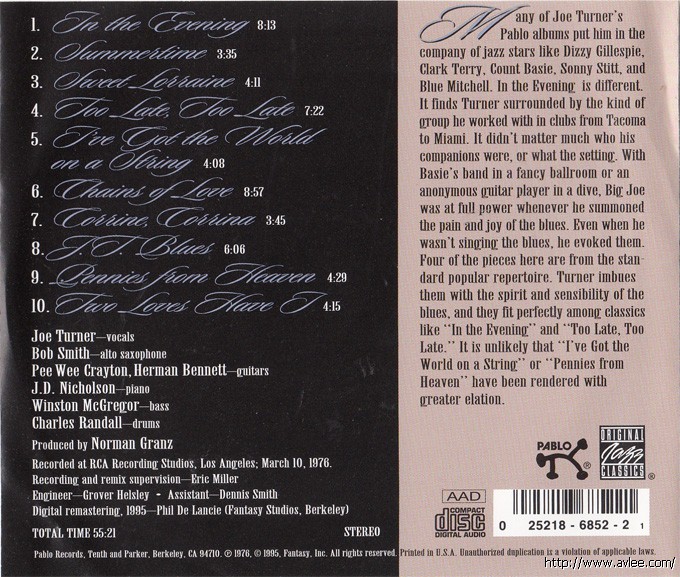 1. In the Evening 8:13
2. Summertime 3:35
3. Sweet Lorraine 4:11
4. Too Late, Too Late 7:22
5. I've Got the World
on a String 4:08
6. Chains of Love 8:57
7. Corrine, Corrina 3:45
8. J.T. Blues 6:06
9. Pennies from Heaven 4:29
10. Two Loves Have I 4:15
Joe Turner—vocals
Bob Smith—alto saxophone
Pee Wee Crayton, Herman Bennett—guitars
J.D. Nicholson—piano
Winston McGregor—bass
Charles Randall—drums
Produced by Norman Granz
Recorded at RCA Recording Studios, Los Angeles; March 10, 1976.
Recording and remix supervision—Eric Miller
Engineer—Grover Helsley - Assistant—Dennis Smith
Digital remastering, 1995—Phil De Lancie (Fantasy Studios, Berkeley)
TOTAL TIME 55:21 STEREO
Many of Joe Turner's
Pablo albums put him in the
company of jazz stars like Dizzy Gillespie,
Clark Terry, Count Basie, Sonny Stitt, and
Blue Mitchell. In the Evening is different.
It finds Turner surrounded by the kind of
group he worked with in clubs from Tacoma
to Miami. It didn't matter much who his
companions were, or what the setting. With
Basie's band in a fancy ballroom or an
anonymous guitar player in a dive, Big Joe
was at full power whenever he summoned
the pain and joy of the blues. Even when he
wasn't singing the blues, he evoked them.
Four of the pieces here are from the stan-
dard popular repertoire. Turner imbues
them with the spirit and sensibility of the
blues, and they fit perfectly among classics
like "In the Evening" and "Too Late, Too
Late." It is unlikely that "I've Got the
World on a String" or "Pennies from
Heaven" have been rendered with
greater elation.
PABLO ®
ORIGINAL
Jazz
CLASSICS ®
AAD
COMPACT
disc
DIGITAL AUDIO
0 25218-6852-2 1
Pablo Records, Tenth and Parker, Berkeley, CA 94710. ℗ 1976, © 1995, Fantasy, Inc. All rights reserved. Printed in U.S.A. Unauthorized duplication is a violation of applicable laws.
http://www.avlee.com/